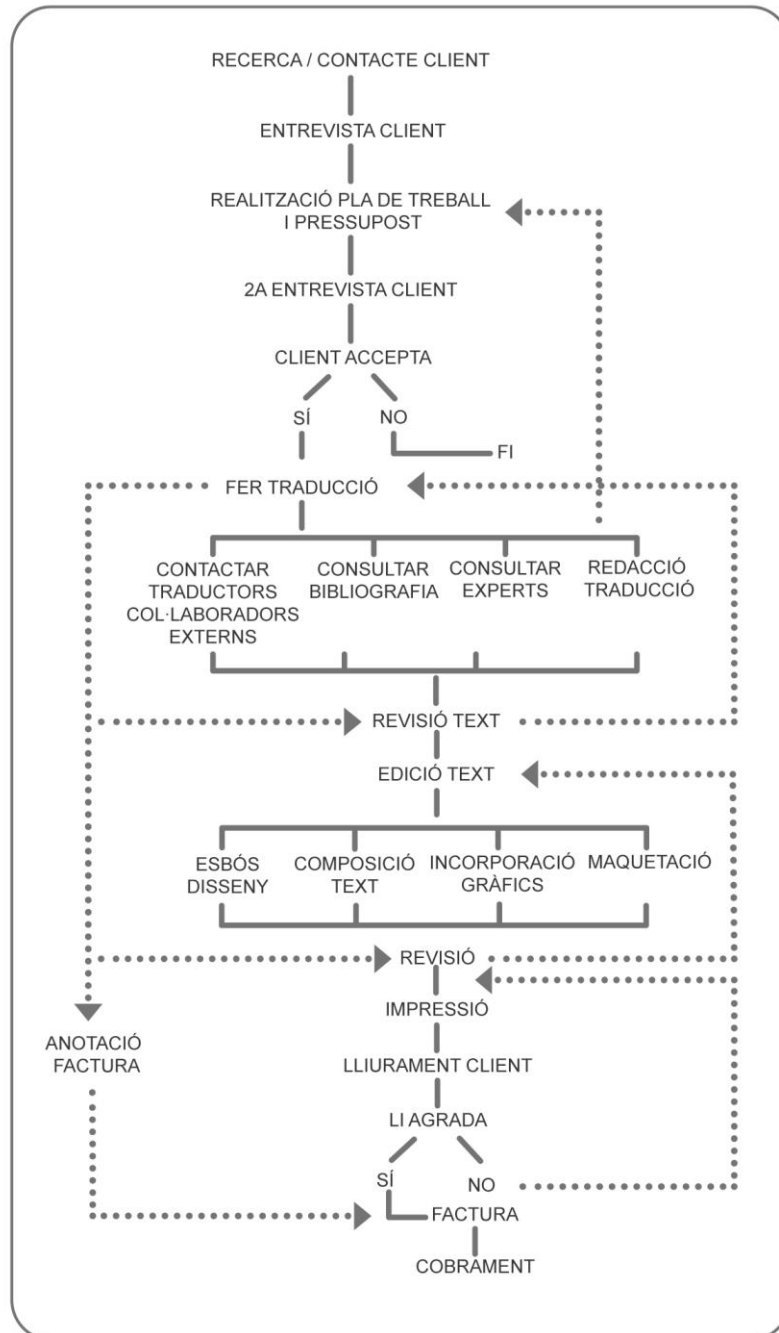 RECERCA / CONTACTE CLIENT
ENTREVISTA CLIENT
REALITZACIÓ PLA DE TREBALL
I PRESSUPOST
2A ENTREVISTA CLIENT
CLIENT ACCEPTA
SÍ
NO
FI
FER TRADUCCIÓ
CONTACTAR
TRADUCTORS
COL·LABORADORS
EXTERNS
CONSULTAR
BIBLIOGRAFIA
CONSULTAR
EXPERTS
REDACCIÓ
TRADUCCIÓ
REVISIÓ TEXT
EDICIÓ TEXT
ESBÓS
DISSENY
COMPOSICIÓ
TEXT
INCORPORACIÓ
GRÀFICS
MAQUETACIÓ
REVISIÓ
IMPRESSIÓ
ANOTACIÓ
FACTURA
LLIURAMENT CLIENT
LI AGRADA
SÍ
NO
FACTURA
COBRAMENT